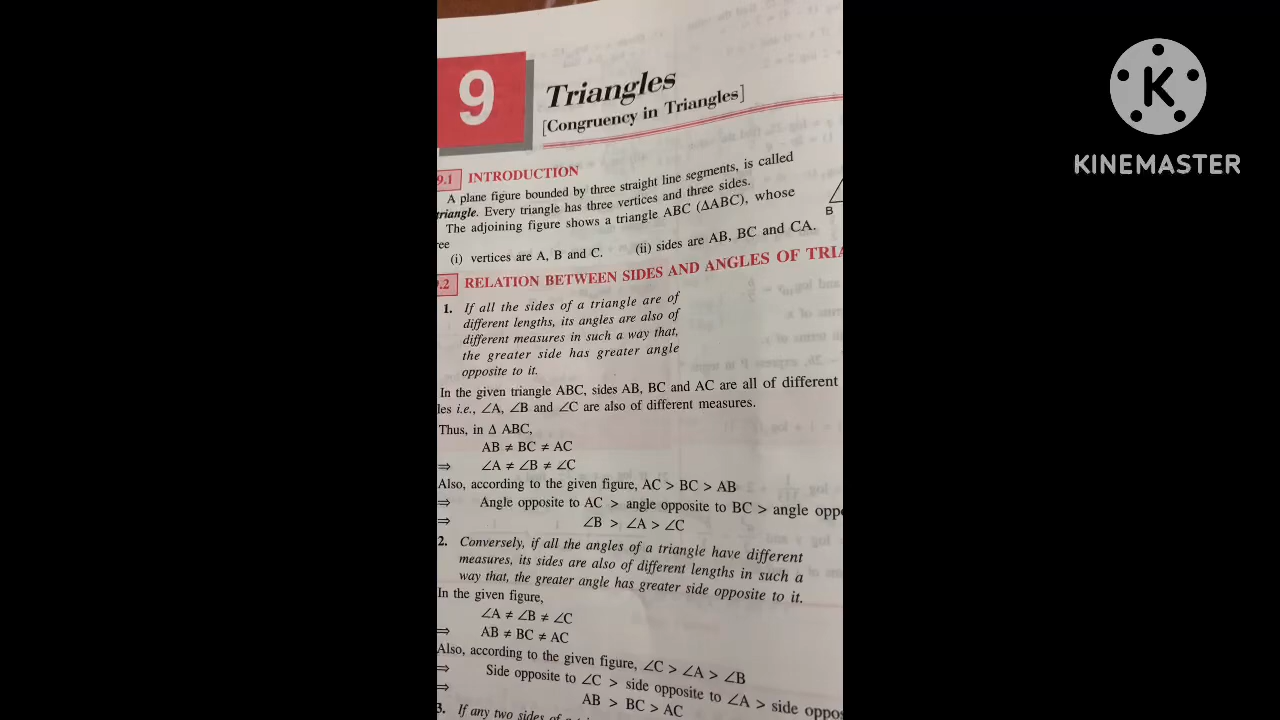 9
Triangles
[Congruency in Triangles]
K
KINEMASTER
9.1 INTRODUCTION
A plane figure bounded by three straight line segments, is called
triangle. Every triangle has three vertices and three sides.
The adjoining figure shows a triangle ABC (ΔABC), whose
ree
B
(i) vertices are A, B and C. (ii) sides are AB, BC and CA.
.2 RELATION BETWEEN SIDES AND ANGLES OF TRIA
1. If all the sides of a triangle are of
different lengths, its angles are also of
different measures in such a way that,
the greater side has greater angle
opposite to it.
In the given triangle ABC, sides AB, BC and AC are all of different
les i.e., ∠A, ∠B and ∠C are also of different measures.
Thus, in Δ ABC,
AB ≠ BC ≠ AC
⇒ ∠A ≠ ∠B ≠ ∠C
Also, according to the given figure, AC > BC > AB
⇒ Angle opposite to AC > angle opposite to BC > angle oppo
⇒ ∠B > ∠A > ∠C
2. Conversely, if all the angles of a triangle have different
measures, its sides are also of different lengths in such a
way that, the greater angle has greater side opposite to it.
In the given figure,
∠A ≠ ∠B ≠ ∠C
⇒ AB ≠ BC ≠ AC
Also, according to the given figure, ∠C > ∠A > ∠B
⇒ Side opposite to ∠C > side opposite to ∠A > side oppos
⇒ AB > BC > AC
3. If any two sides of a